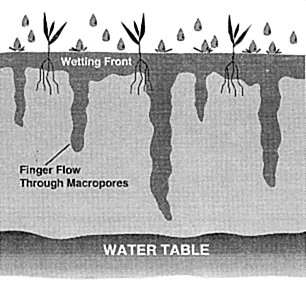 Wetting Front
Finger Flow
Through Macropores
WATER TABLE